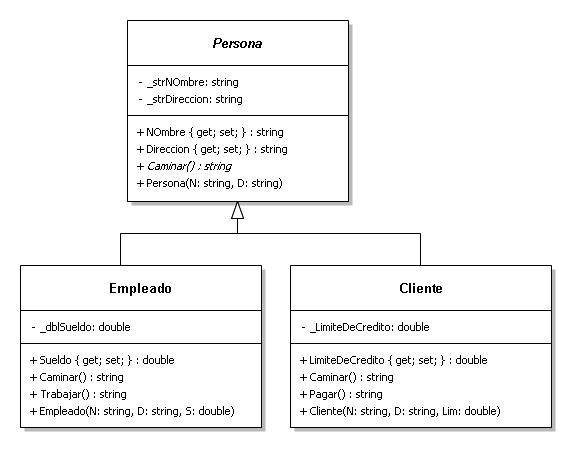 Persona
- _strNOmbre: string
- _strDireccion: string
+ NOmbre { get; set; } : string
+ Direccion { get; set; } : string
+ Caminar() : string
+ Persona(N: string, D: string)
Empleado
- _dblSueldo: double
+ Sueldo { get; set; } : double
+ Caminar() : string
+ Trabajar() : string
+ Empleado(N: string, D: string, S: double)
Cliente
- _LimiteDeCredito: double
+ LimiteDeCredito { get; set; } : double
+ Caminar() : string
+ Pagar() : string
+ Cliente(N: string, D: string, Lim: double)